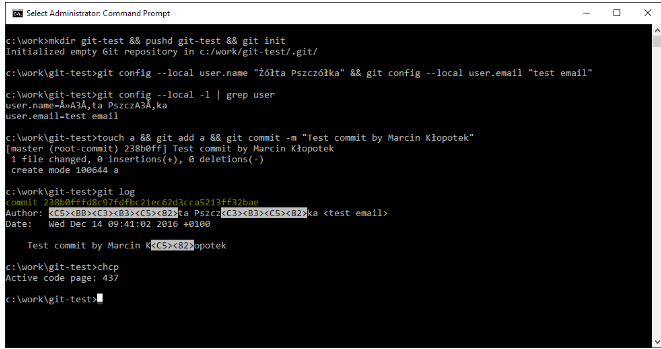 Select Administrator: Command Prompt
c:\work>mkdir git-test && pushd git-test && git init
Initialized empty Git repository in c:/work/git-test/.git/
c:\work\git-test>git config --local user.name "Żółta Pszczółka" && git config --local user.email "test email"
c:\work\git-test>git config --local -l | grep user
user.name=Å»Ã3Å‚ta PszczÃ3Å‚ka
user.email=test email
c:\work\git-test>touch a && git add a && git commit -m "Test commit by Marcin Kłopotek"
[master (root-commit) 238b0ff] Test commit by Marcin Kłopotek
1 file changed, 0 insertions(+), 0 deletions(-)
create mode 100644 a
c:\work\git-test>git log
commit 238b0fffd8c97fdfbc21ec62d3cca5213ff32bae
Author: <C5><BB><C3><B3><C5><82>ta Pszcz<C3><B3><C5><82>ka <test email>
Date:   Wed Dec 14 09:41:02 2016 +0100
Test commit by Marcin K<C5><82>opotek
c:\work\git-test>chcp
Active code page: 437
c:\work\git-test>